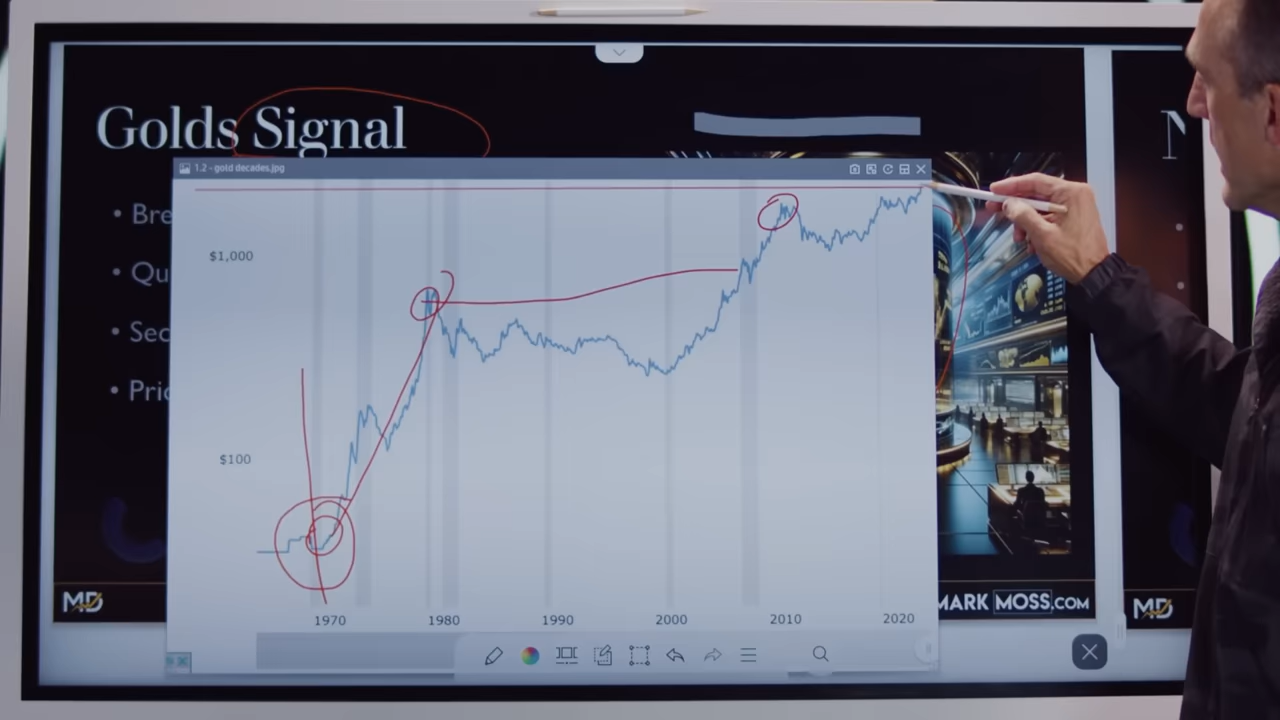 Golds Signal
1.2 - gold decades.jpg
• Bre
• Qu
• Sec
• Pric
$1,000
$100
1970 1980 1990 2000 2010 2020
MD
MARK MOSS.COM
MD
N